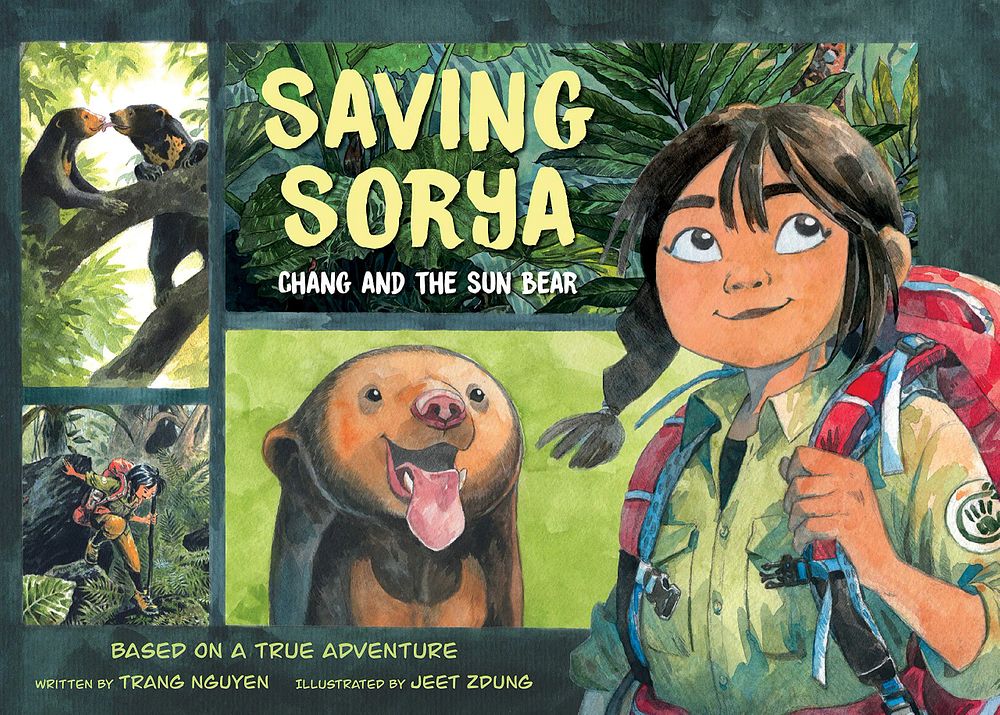 SAVING
SORYA
CHANG AND THE SUN BEAR
BASED ON A TRUE ADVENTURE
WRITTEN BY TRANG NGUYEN ILLUSTRATED BY JEET ZDUNG